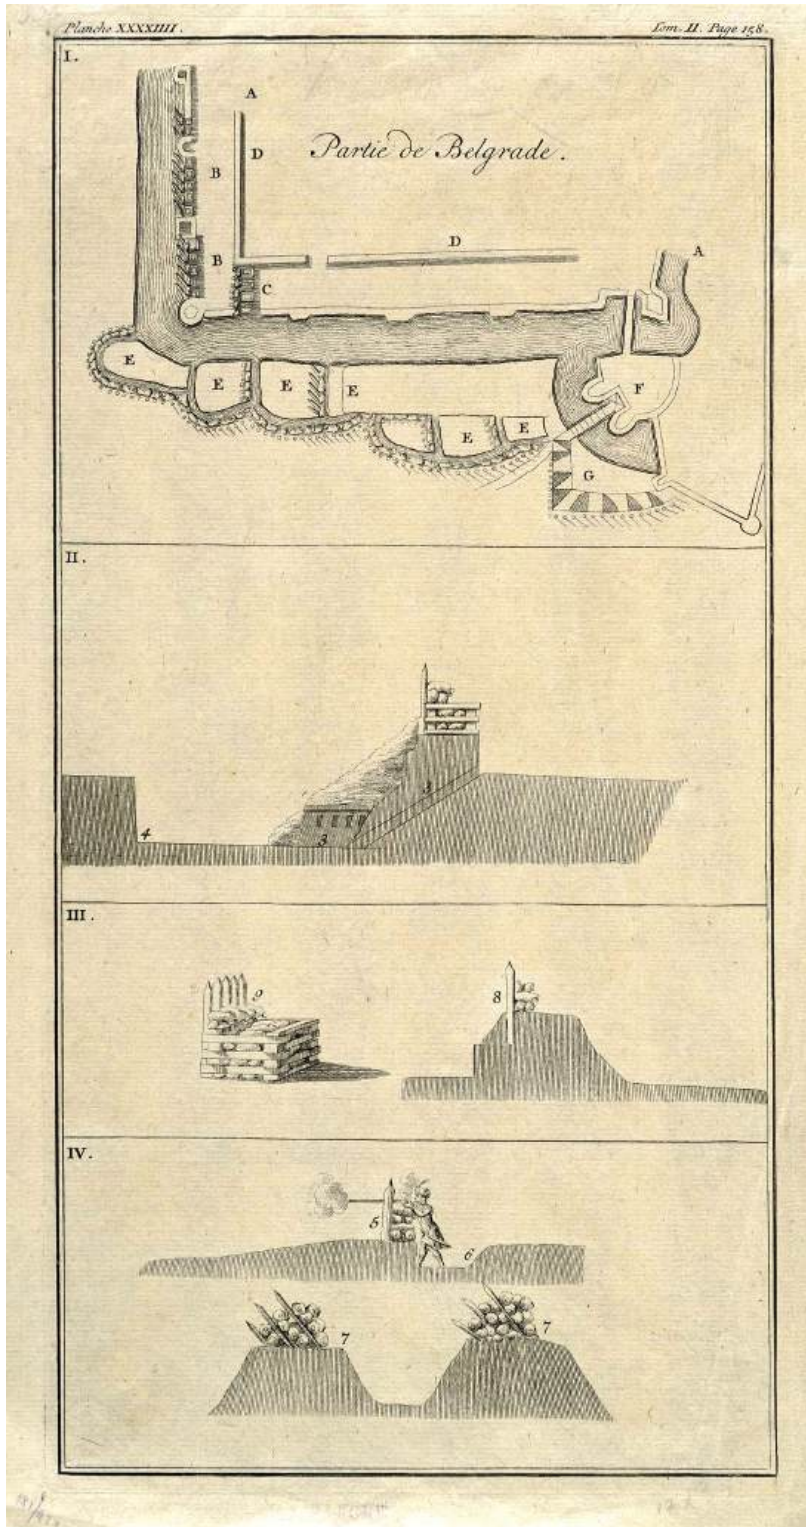 Planche XXXXIIII.
Tom. II. Page 158.
I.
A
Partie de Belgrade.
D
B
D
B
A
C
E
E
E
E
F
E
E
G
II.
3
4
3
III.
9
8
IV.
5
6
7
7